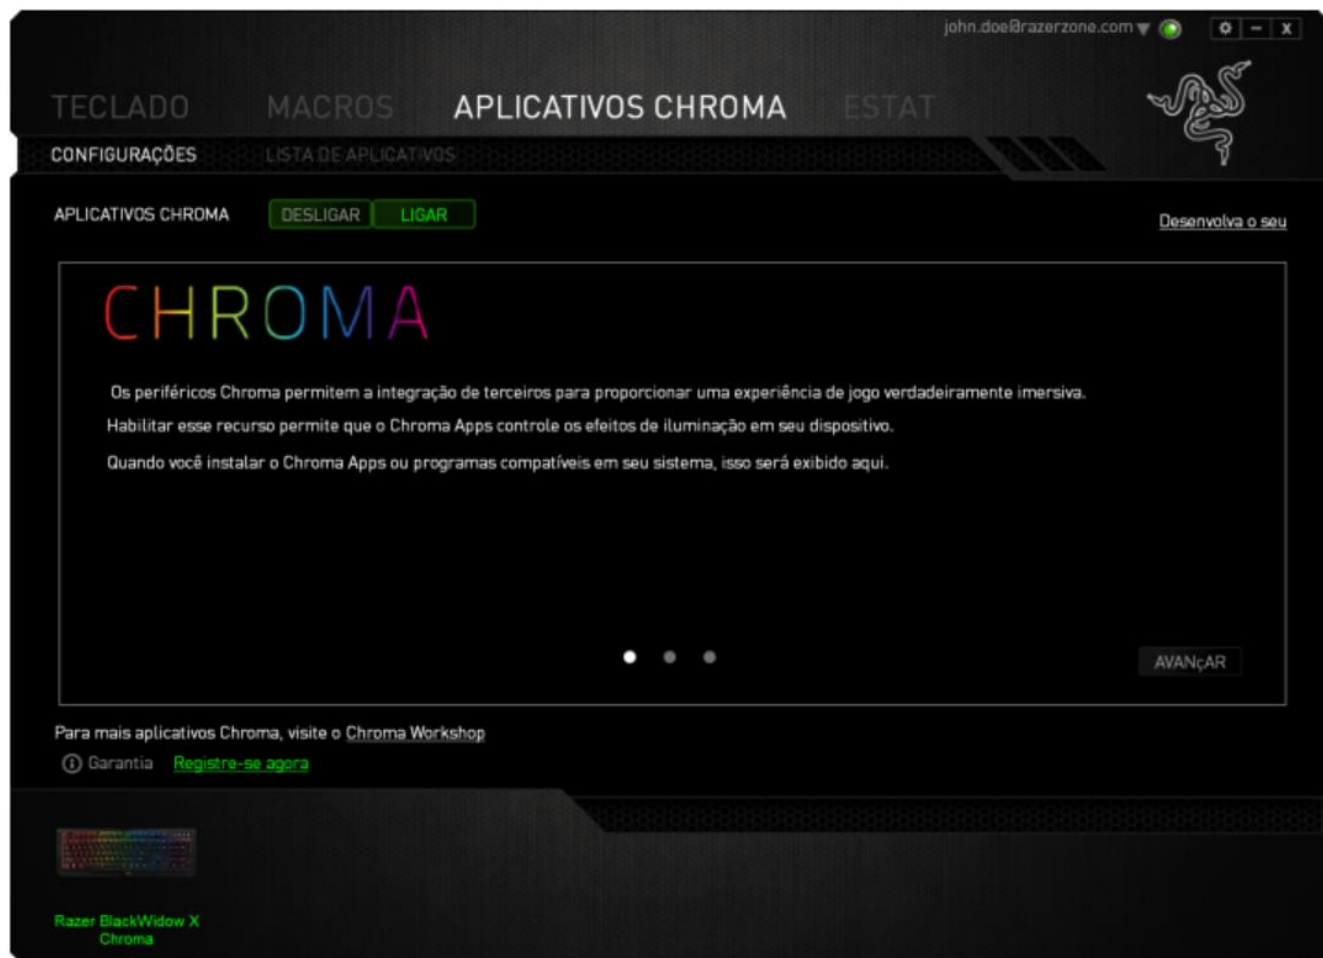 john.doe@razerzone.com
TECLADO MACROS APLICATIVOS CHROMA ESTAT
CONFIGURAÇÕES LISTA DE APLICATIVOS
APLICATIVOS CHROMA DESLIGAR LIGAR
Desenvolva o seu
CHROMA
Os periféricos Chroma permitem a integração de terceiros para proporcionar uma experiência de jogo verdadeiramente imersiva.
Habilitar esse recurso permite que o Chroma Apps controle os efeitos de iluminação em seu dispositivo.
Quando você instalar o Chroma Apps ou programas compatíveis em seu sistema, isso será exibido aqui.
AVANçAR
Para mais aplicativos Chroma, visite o Chroma Workshop
Garantia Registre-se agora
Razer BlackWidow X
Chroma